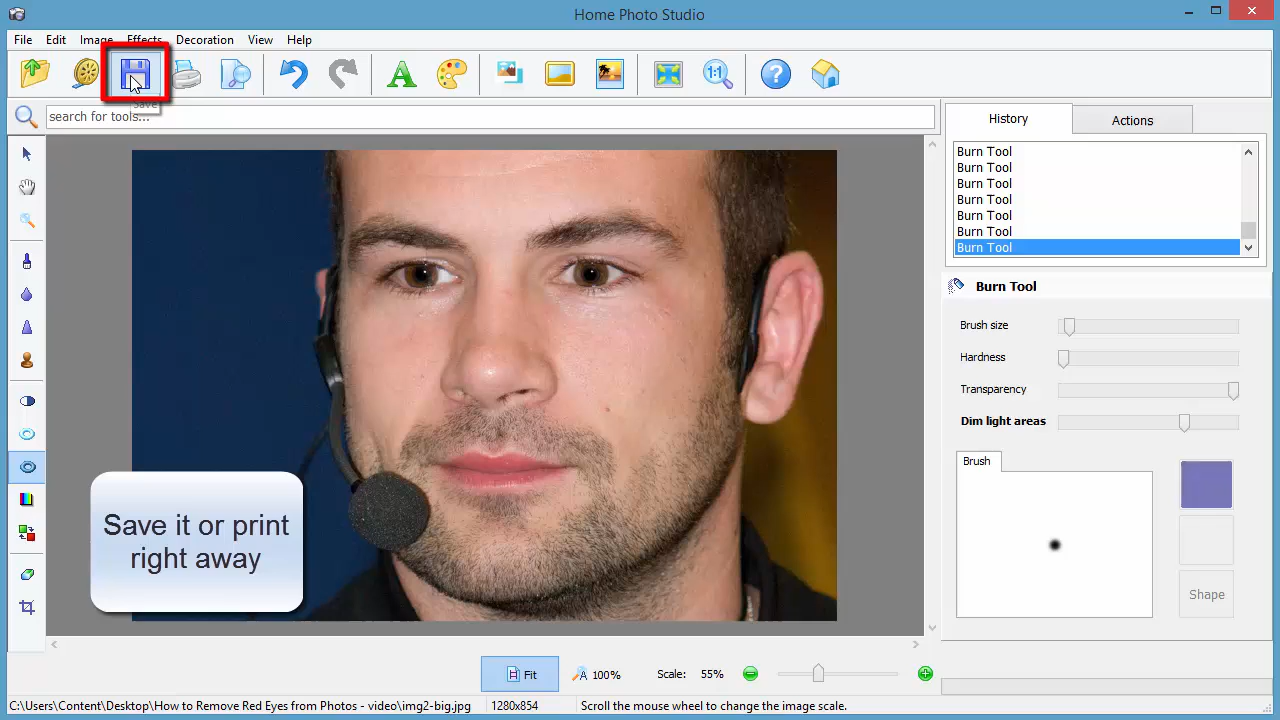 Home Photo Studio
File Edit Image Effects Decoration View Help
1:1
?
Save
search for tools...
History
Actions
Burn Tool
Burn Tool
Burn Tool
Burn Tool
Burn Tool
Burn Tool
Burn Tool
Burn Tool
Brush size
Hardness
Transparency
Dim light areas
Brush
Shape
Save it or print
right away
Fit
100%
Scale: 55%
C:\Users\Content\Desktop\How to Remove Red Eyes from Photos - video\img2-big.jpg
1280x854
Scroll the mouse wheel to change the image scale.